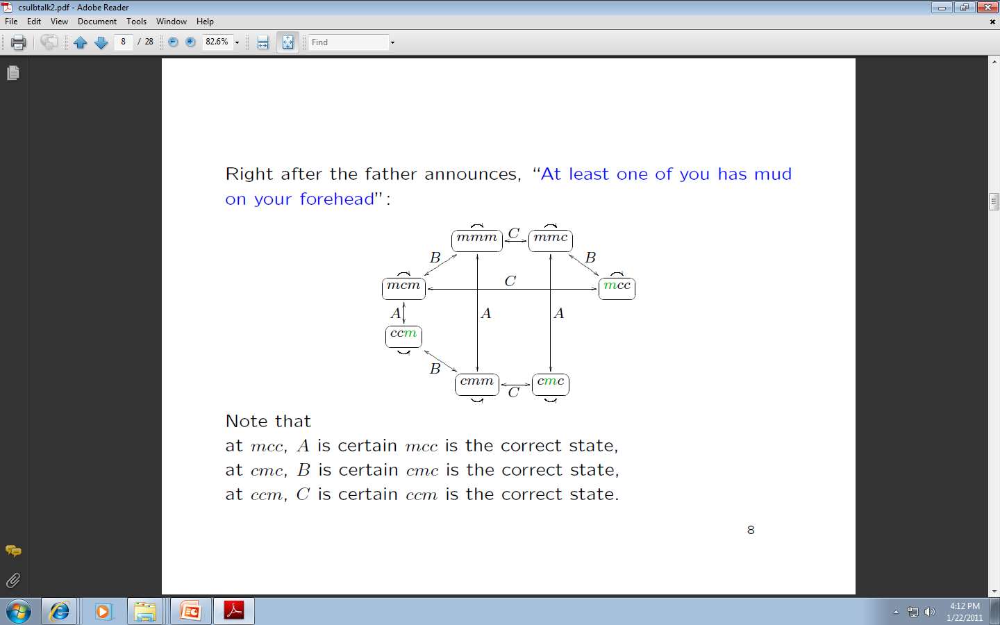 csulbtalk2.pdf - Adobe Reader
File Edit View Document Tools Window Help
8 / 28 82.6% Find
Right after the father announces, “At least one of you has mud
on your forehead”:
mmm C mmc
B B
mcm C mcc
A A A
ccm
B
cmm C cmc
Note that
at mcc, A is certain mcc is the correct state,
at cmc, B is certain cmc is the correct state,
at ccm, C is certain ccm is the correct state.
8
4:12 PM
1/22/2011